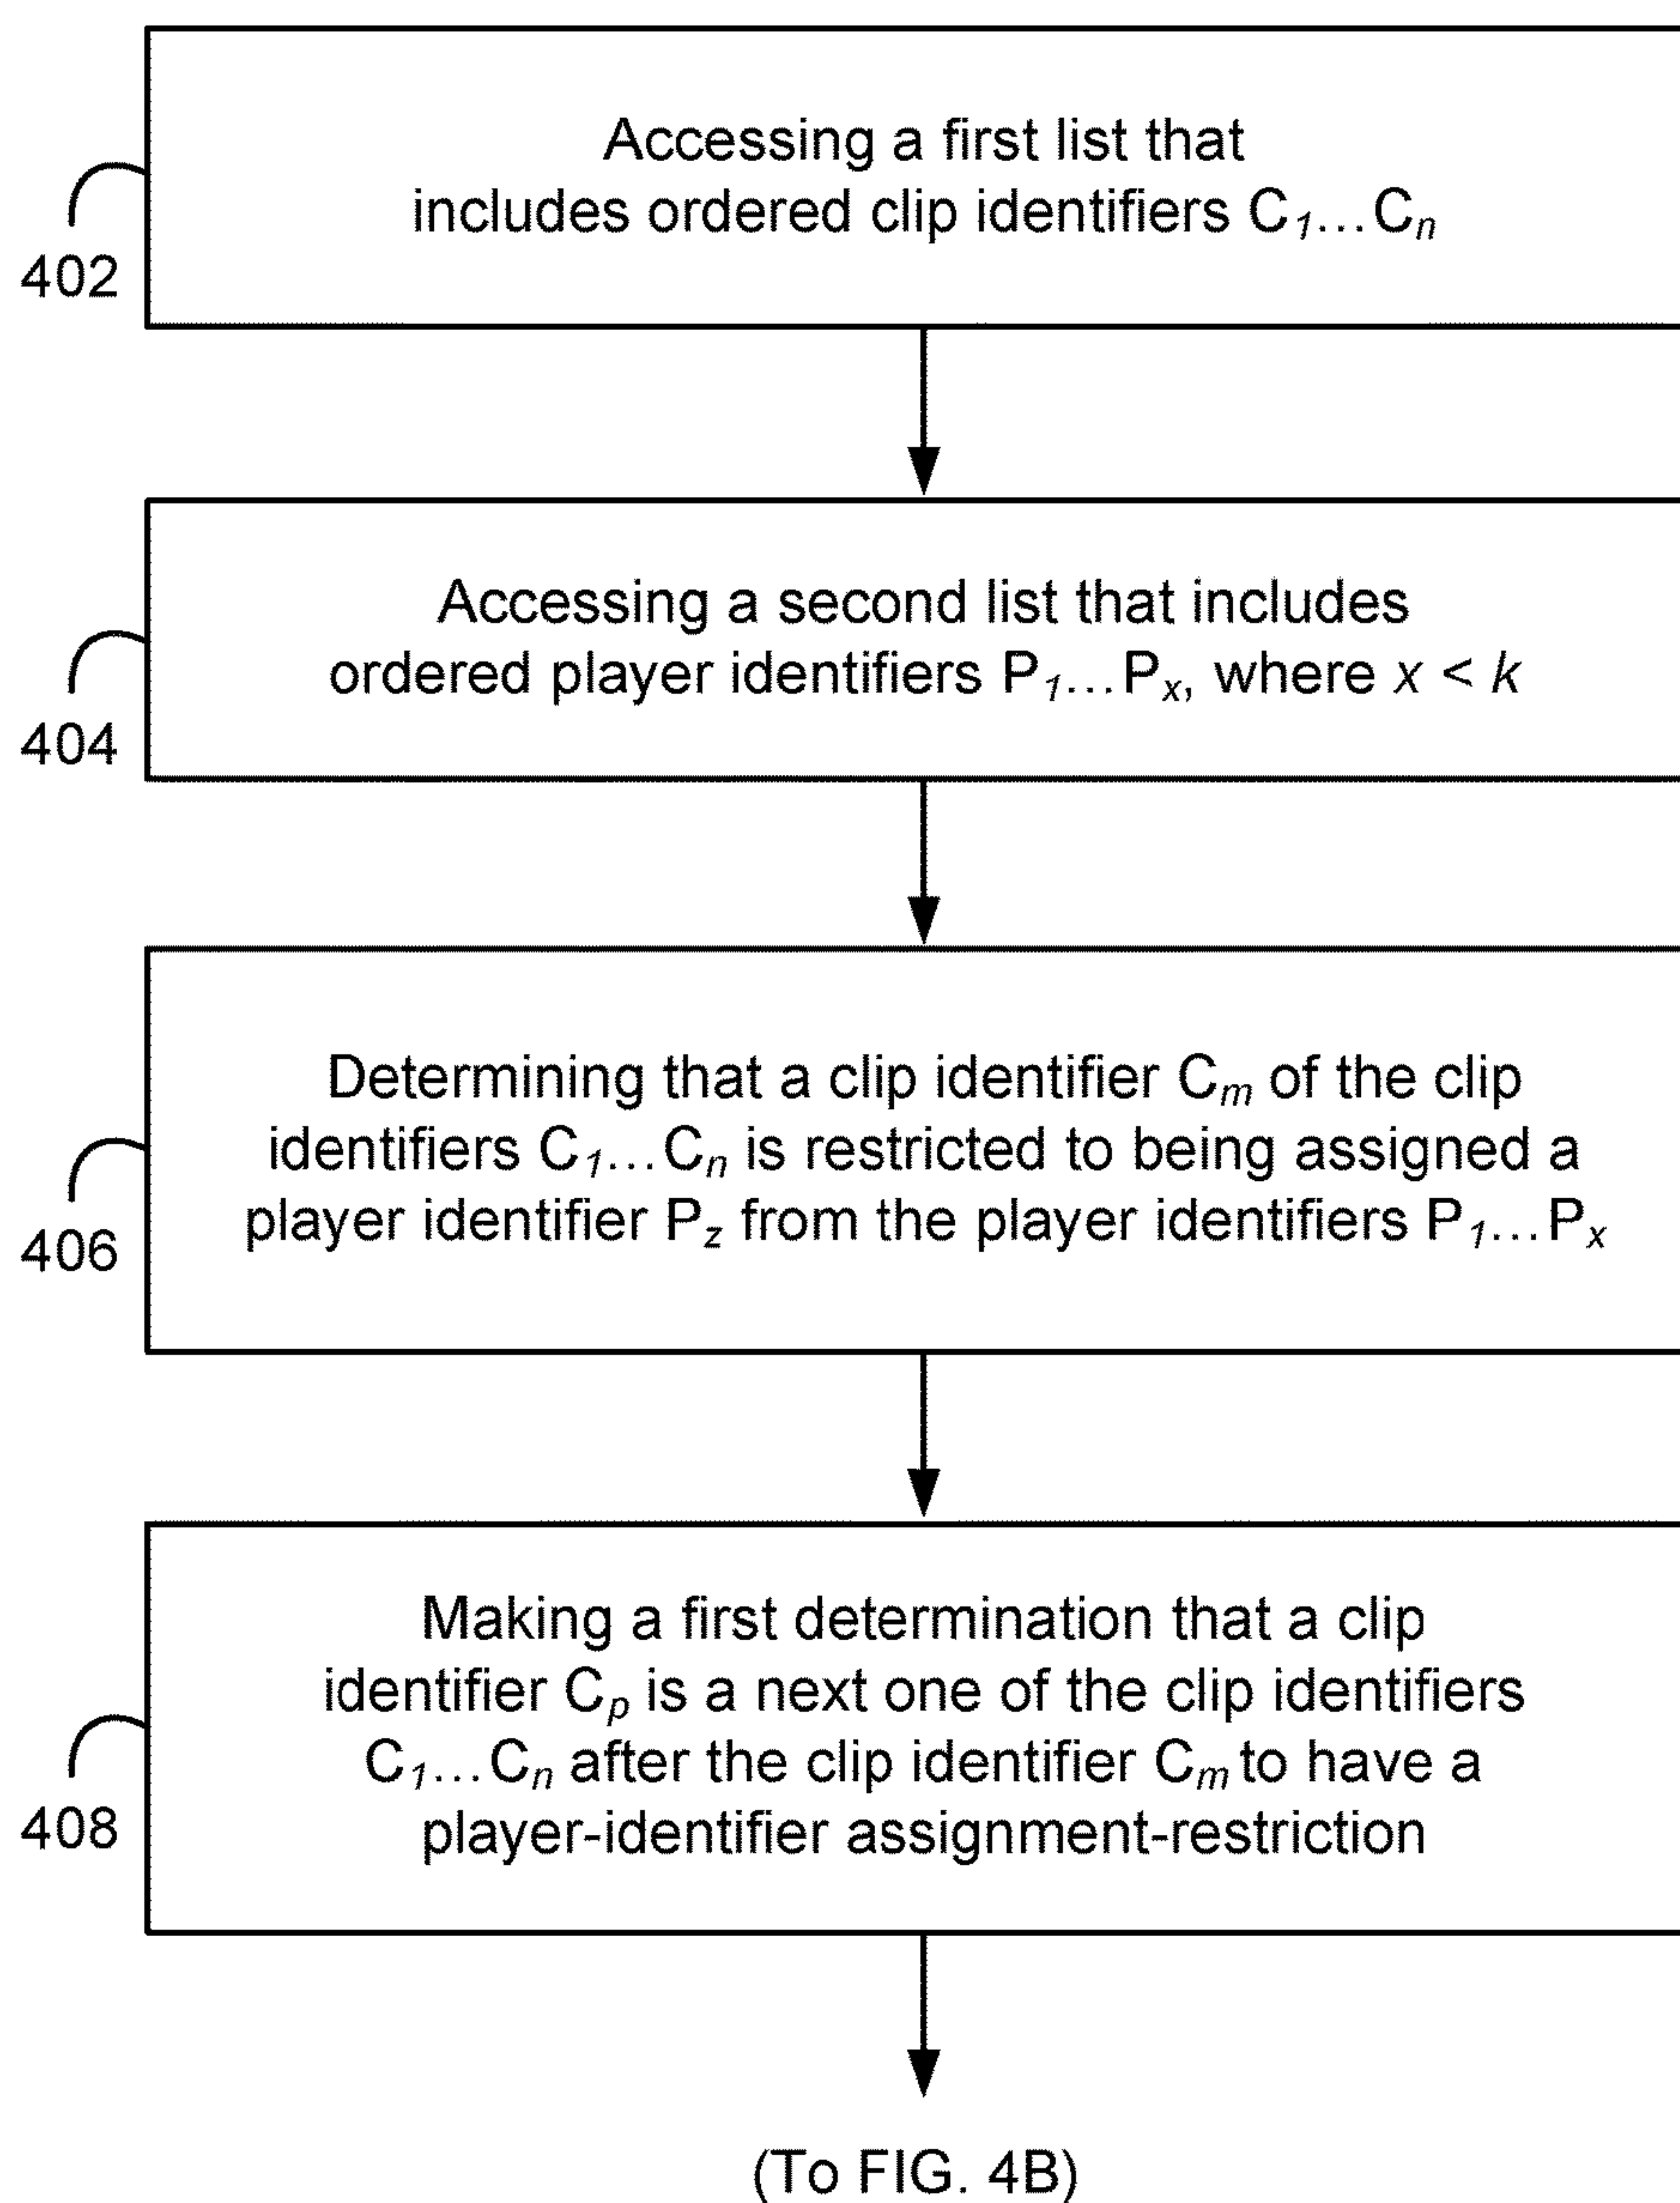 Accessing a first list that
includes ordered clip identifiers C₁...Cₙ
402
Accessing a second list that includes
ordered player identifiers P₁...Pₓ, where x < k
404
Determining that a clip identifier Cₘ of the clip
identifiers C₁...Cₙ is restricted to being assigned a
player identifier P_z from the player identifiers P₁...Pₓ
406
Making a first determination that a clip
identifier Cₚ is a next one of the clip identifiers
C₁...Cₙ after the clip identifier Cₘ to have a
player-identifier assignment-restriction
408
(To FIG. 4B)